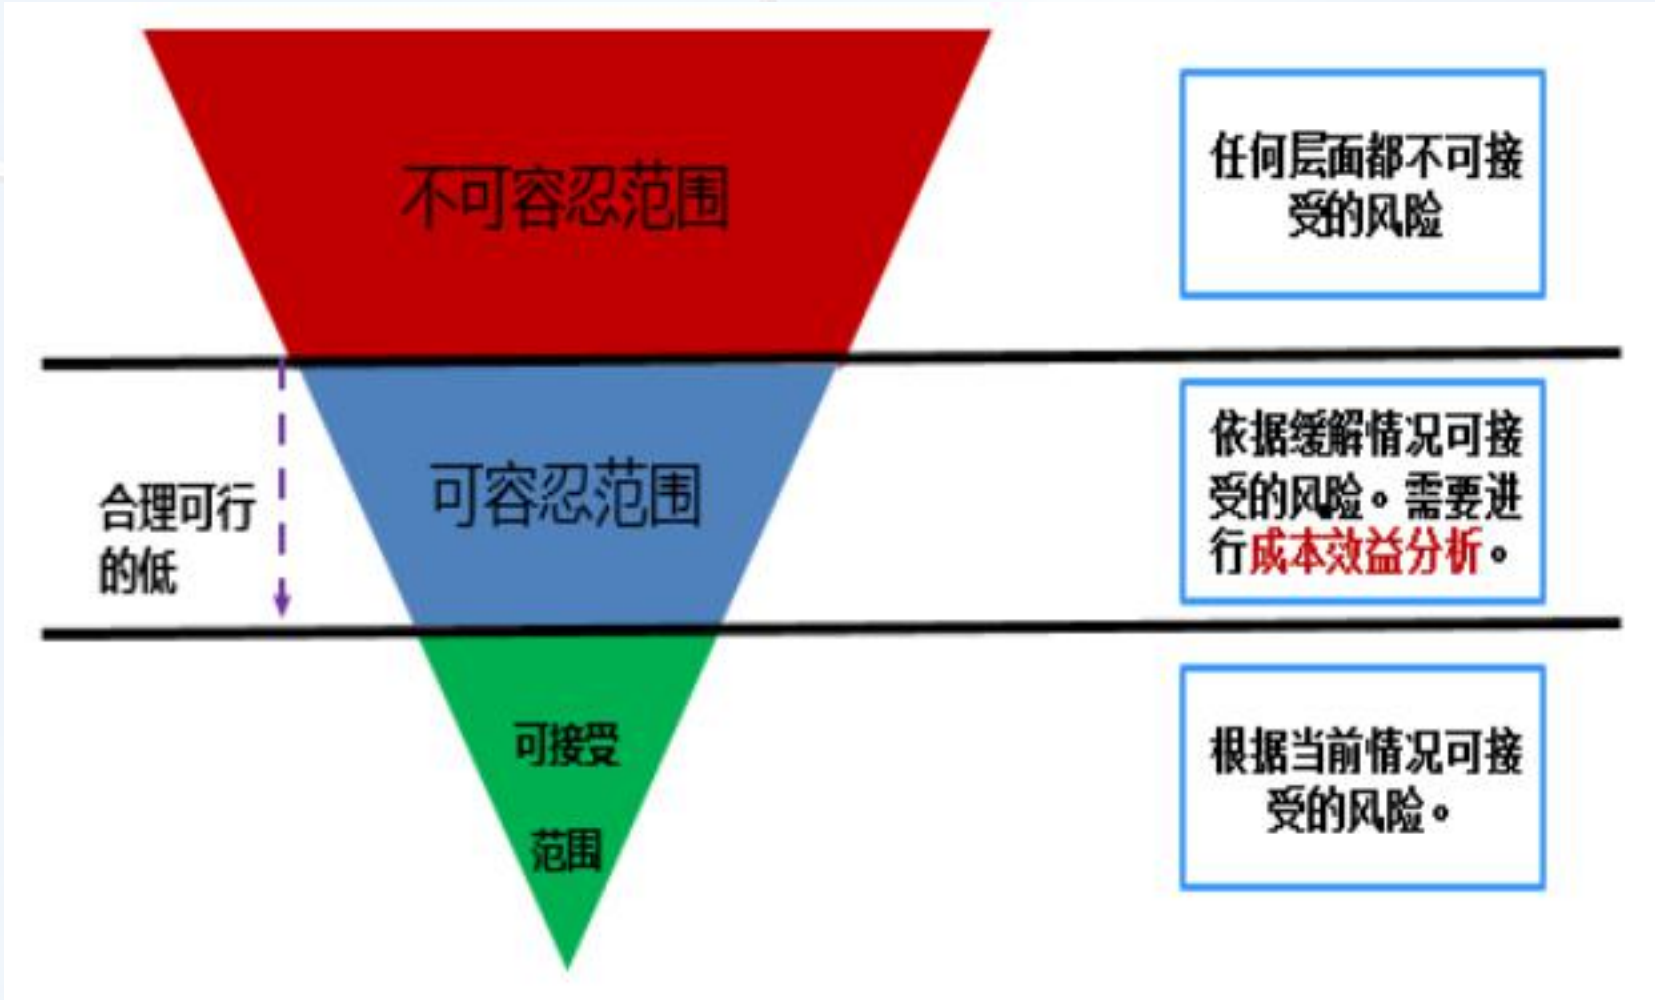 不可容忍范围
任何层面都不可接
受的风险
合理可行
的低
可容忍范围
依据缓解情况可接
受的风险。需要进
行成本效益分析。
可接受
范围
根据当前情况可接
受的风险。